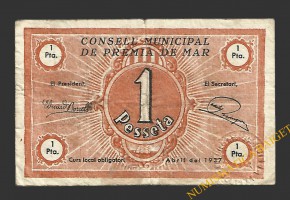 CONSELL MUNICIPAL
DE PREMIÀ DE MAR
1 Pta.
1 Pta.
El President,
El Secretari,
1
Pesseta
Curs local obligatori.
Abril del 1937
1 Pta.
1 Pta.